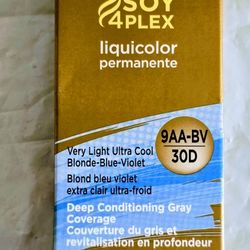 SOY
4PLEX
liquicolor
permanente
9AA-BV
30D
Very Light Ultra Cool
Blonde-Blue-Violet
Blond bleu violet
extra clair ultra-froid
Deep Conditioning Gray
Coverage
Couverture du gris et
revitalisation en profondeur